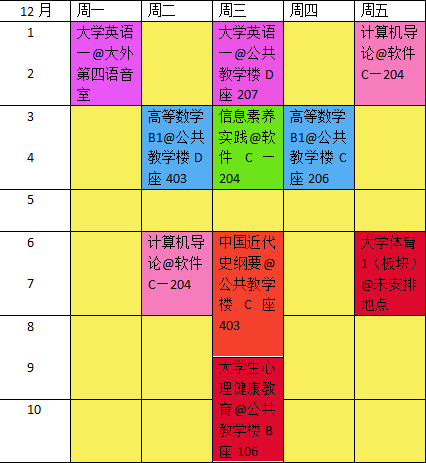 12 月 周一 周二 周三 周四 周五
1
2
大学英语
一@大外
第四语音
室
大学英语
一@公共
教学楼 D
座 207
计算机导
论@软件
C一204
3
4
高等数学
B1@公共
教学楼 D
座 403
信息素养
实践@软
件 C 一
204
高等数学
B1@公共
教学楼 C
座 206
5
6
7
计算机导
论@软件
C一204
中国近代
史纲要@
公共教学
楼 C 座
403
大学体育
1（板块）
@未安排
地点
8
9
大学生心
理健康教
育@公共
教学楼 B
座 106
10